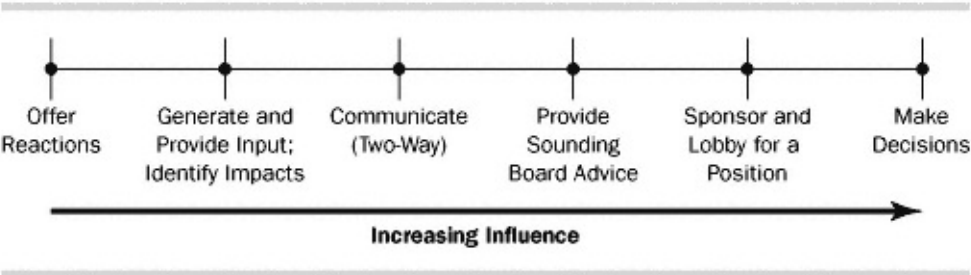 Offer
Reactions
Generate and
Provide Input;
Identify Impacts
Communicate
(Two-Way)
Provide
Sounding
Board Advice
Sponsor and
Lobby for a
Position
Make
Decisions
Increasing Influence